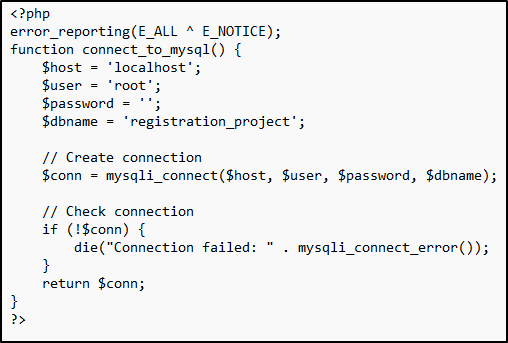 <?php
error_reporting(E_ALL ^ E_NOTICE);
function connect_to_mysql() {
    $host = 'localhost';
    $user = 'root';
    $password = '';
    $dbname = 'registration_project';

    // Create connection
    $conn = mysqli_connect($host, $user, $password, $dbname);

    // Check connection
    if (!$conn) {
        die("Connection failed: " . mysqli_connect_error());
    }
    return $conn;
}
?>